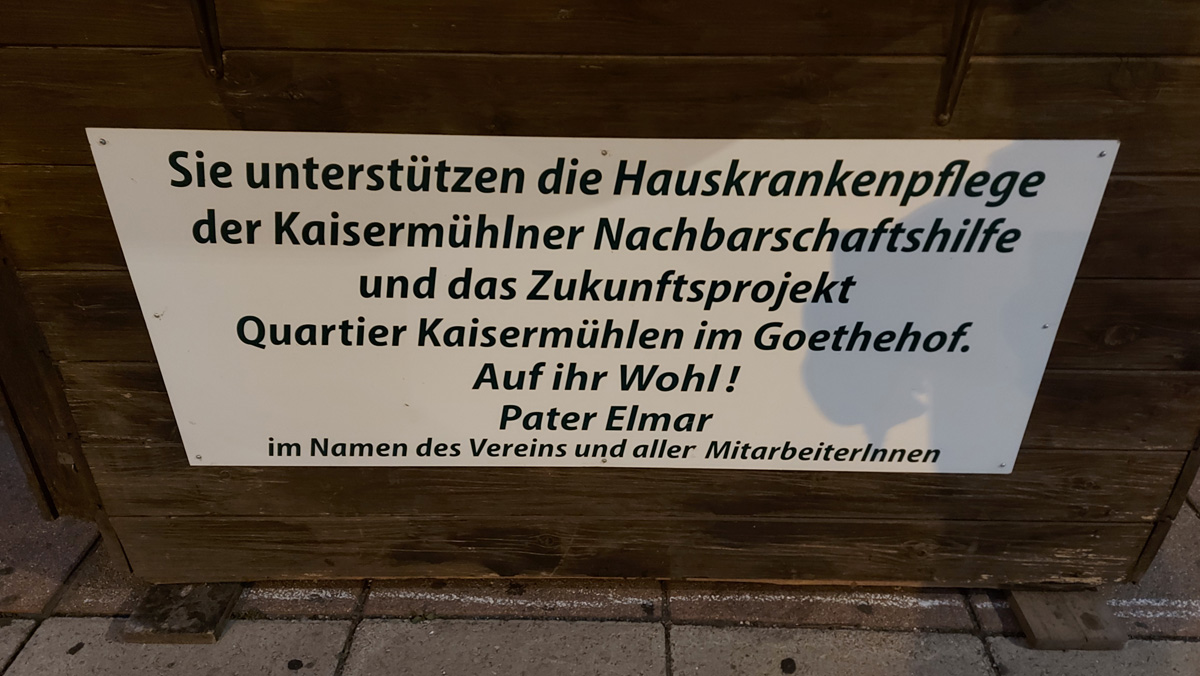 Sie unterstützen die Hauskrankenpflege
der Kaisermühlner Nachbarschaftshilfe
und das Zukunftsprojekt
Quartier Kaisermühlen im Goethehof.
Auf ihr Wohl !
Pater Elmar
im Namen des Vereins und aller MitarbeiterInnen